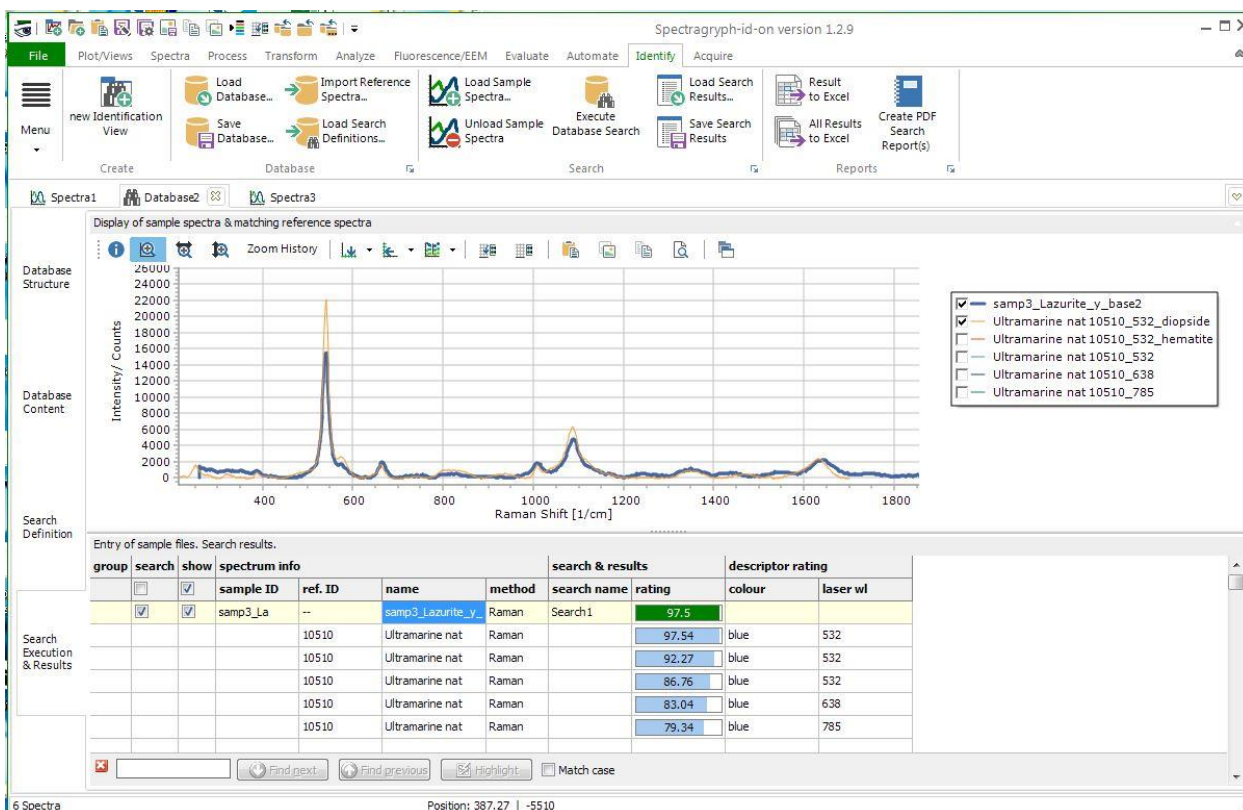 Spectragryph-id-on version 1.2.9
File Plot/Views Spectra Process Transform Analyze Fluorescence/EEM Evaluate Automate Identify Acquire
Menu
new Identification
View
Load
Database...
Import Reference
Spectra...
Save
Database...
Load Search
Definitions...
Load Sample
Spectra...
Unload Sample
Spectra
Execute
Database Search
Load Search
Results...
Save Search
Results
Result
to Excel
All Results
to Excel
Create PDF
Search
Report(s)
Create Database Search Reports
Spectra1 Database2 Spectra3
Database
Structure
Database
Content
Search
Definition
Search
Execution
& Results
Display of sample spectra & matching reference spectra
Zoom History
Intensity/ Counts
26000
24000
22000
20000
18000
16000
14000
12000
10000
8000
6000
4000
2000
0
400 600 800 1000 1200 1400 1600 1800
Raman Shift [1/cm]
samp3_Lazurite_y_base2
Ultramarine nat 10510_532_diopside
Ultramarine nat 10510_532_hematite
Ultramarine nat 10510_532
Ultramarine nat 10510_638
Ultramarine nat 10510_785
Entry of sample files. Search results.
group search show spectrum info search & results descriptor rating
sample ID ref. ID name method search name rating colour laser wl
samp3_La -- samp3_Lazurite_y_ Raman Search1 97.5
10510 Ultramarine nat Raman 97.54 blue 532
10510 Ultramarine nat Raman 92.27 blue 532
10510 Ultramarine nat Raman 86.76 blue 532
10510 Ultramarine nat Raman 83.04 blue 638
10510 Ultramarine nat Raman 79.34 blue 785
Find next Find previous Highlight Match case
6 Spectra Position: 387.27 | -5510